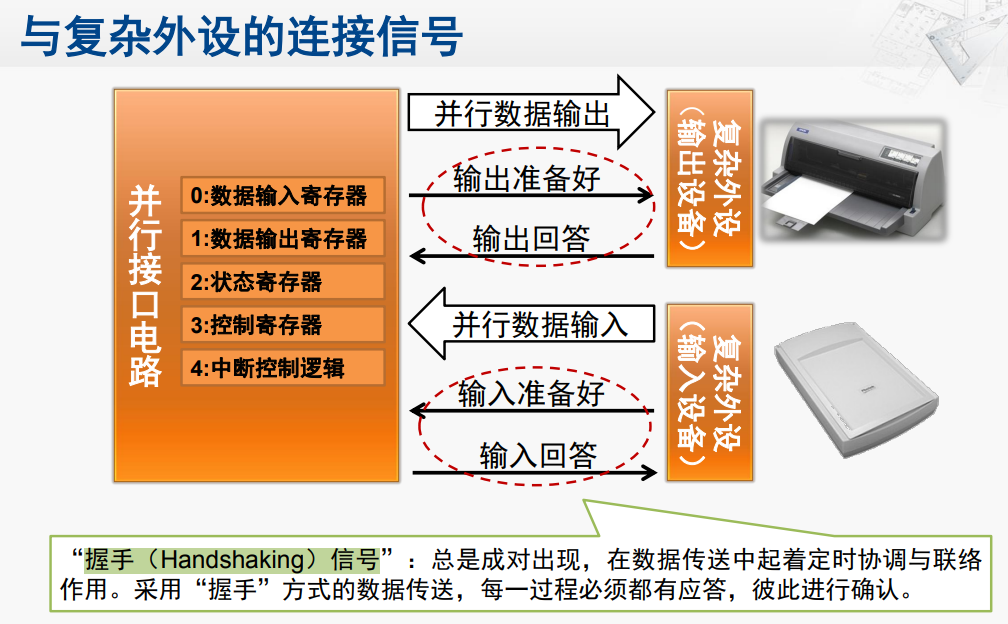 与复杂外设的连接信号
并行接口电路
0:数据输入寄存器
1:数据输出寄存器
2:状态寄存器
3:控制寄存器
4:中断控制逻辑
并行数据输出
输出准备好
输出回答
复杂外设
（输出设备）
并行数据输入
输入准备好
输入回答
复杂外设
（输入设备）
“握手（Handshaking）信号”：总是成对出现，在数据传送中起着定时协调与联络
作用。采用“握手”方式的数据传送，每一过程必须都有应答，彼此进行确认。